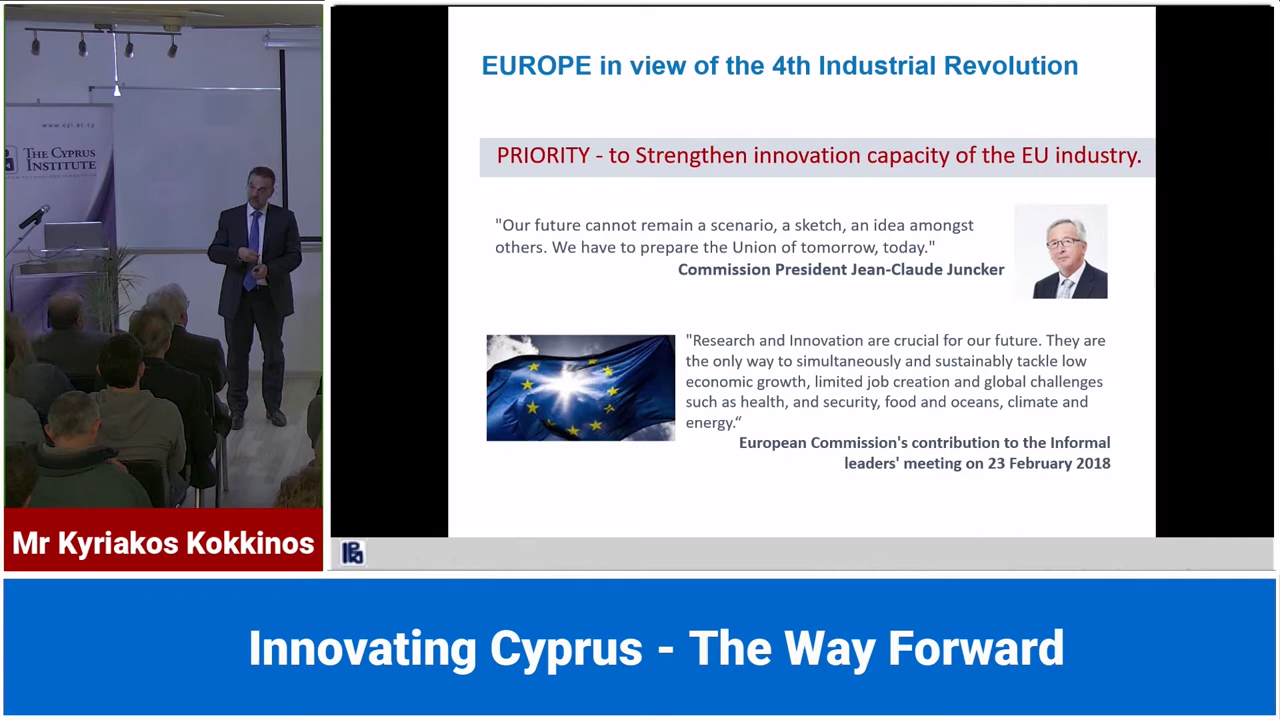 www.cyi.ac.cy
THE CYPRUS
INSTITUTE
Mr Kyriakos Kokkinos
EUROPE in view of the 4th Industrial Revolution
PRIORITY - to Strengthen innovation capacity of the EU industry.
"Our future cannot remain a scenario, a sketch, an idea amongst
others. We have to prepare the Union of tomorrow, today."
Commission President Jean-Claude Juncker
"Research and Innovation are crucial for our future. They are
the only way to simultaneously and sustainably tackle low
economic growth, limited job creation and global challenges
such as health, and security, food and oceans, climate and
energy.“
European Commission's contribution to the Informal
leaders' meeting on 23 February 2018
Innovating Cyprus - The Way Forward